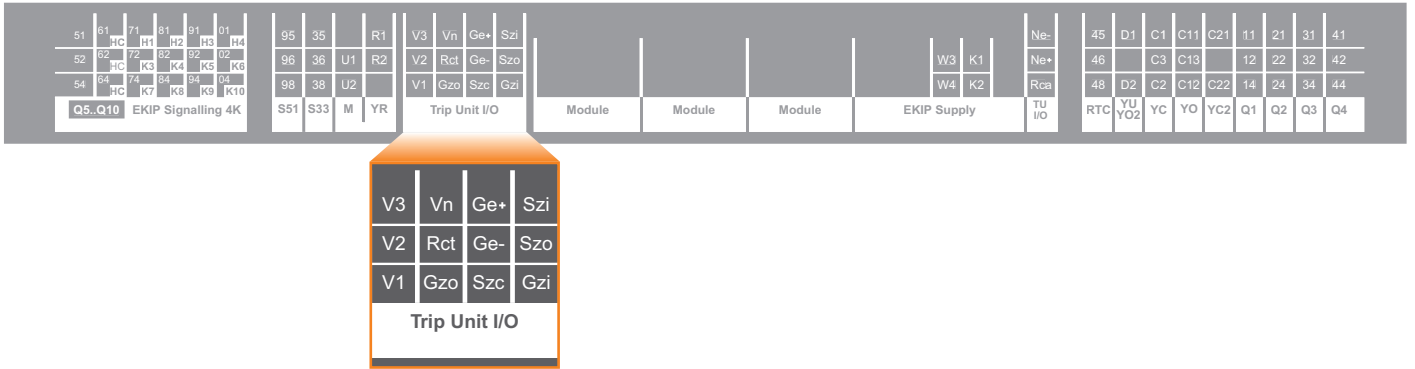 51 61 HC 71 H1 81 H2 91 H3 01 H4 95 35 R1 V3 Vn Ge+ Szi Ne- 45 D1 C1 C11 C21 11 21 31 41
52 62 HC 72 K3 82 K4 92 K5 02 K6 96 36 U1 R2 V2 Rct Ge- Szo W3 K1 Ne+ 46 C3 C13 12 22 32 42
54 64 HC 74 K7 84 K8 94 K9 04 K10 98 38 U2 V1 Gzo Szc Gzi W4 K2 Rca 48 D2 C2 C12 C22 14 24 34 44
Q5..Q10 EKIP Signalling 4K S51 S33 M YR Trip Unit I/O Module Module Module EKIP Supply TU I/O RTC YU YO2 YC YO YC2 Q1 Q2 Q3 Q4
V3 Vn Ge+ Szi
V2 Rct Ge- Szo
V1 Gzo Szc Gzi
Trip Unit I/O